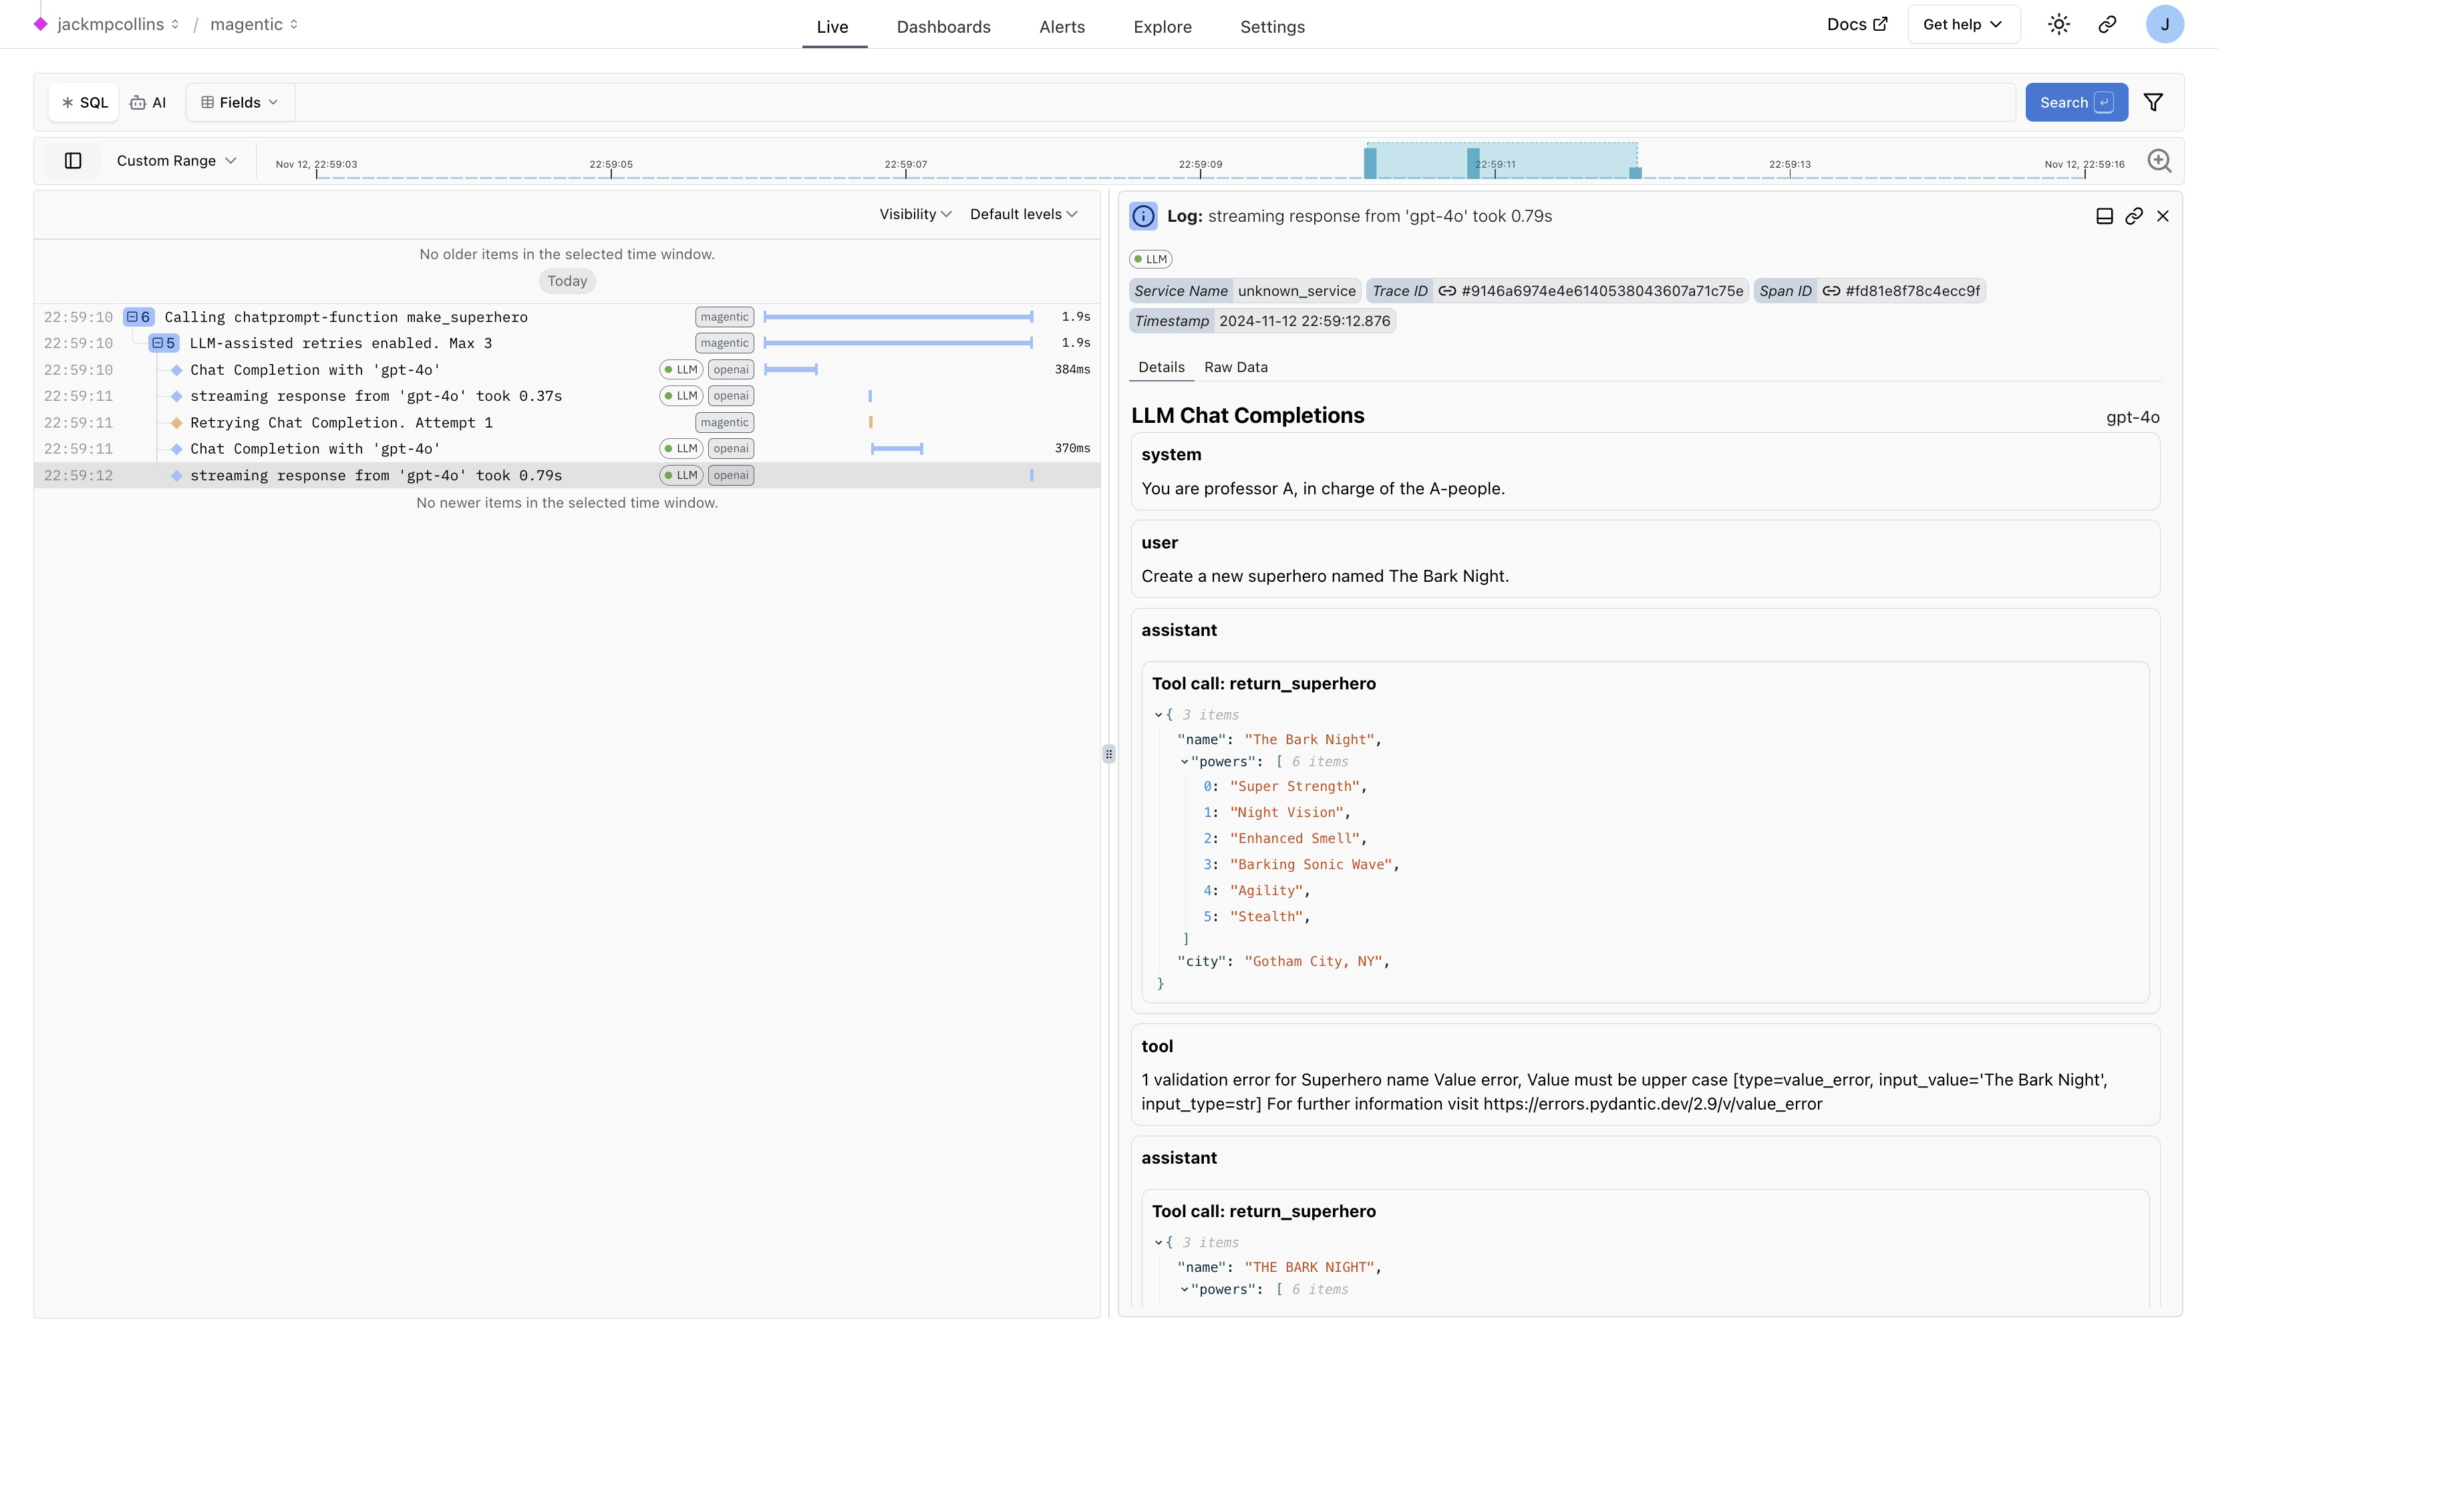 jackmpcollins / magentic
Live Dashboards Alerts Explore Settings
Docs Get help J
SQL AI Fields Search
Custom Range Nov 12, 22:59:03 22:59:05 22:59:07 22:59:09 22:59:11 22:59:13 Nov 12, 22:59:16
Visibility Default levels
No older items in the selected time window.
Today
22:59:10 6 Calling chatprompt-function make_superhero magentic 1.9s
22:59:10 5 LLM-assisted retries enabled. Max 3 magentic 1.9s
22:59:10 Chat Completion with 'gpt-4o' LLM openai 384ms
22:59:11 streaming response from 'gpt-4o' took 0.37s LLM openai
22:59:11 Retrying Chat Completion. Attempt 1 magentic
22:59:11 Chat Completion with 'gpt-4o' LLM openai 370ms
22:59:12 streaming response from 'gpt-4o' took 0.79s LLM openai
No newer items in the selected time window.
Log: streaming response from 'gpt-4o' took 0.79s
LLM
Service Name unknown_service Trace ID #9146a6974e4e6140538043607a71c75e Span ID #fd81e8f78c4ecc9f
Timestamp 2024-11-12 22:59:12.876
Details Raw Data
LLM Chat Completions gpt-4o
system
You are professor A, in charge of the A-people.
user
Create a new superhero named The Bark Night.
assistant
Tool call: return_superhero
{ 3 items
"name": "The Bark Night",
"powers": [ 6 items
0: "Super Strength",
1: "Night Vision",
2: "Enhanced Smell",
3: "Barking Sonic Wave",
4: "Agility",
5: "Stealth",
]
"city": "Gotham City, NY",
}
tool
1 validation error for Superhero name Value error, Value must be upper case [type=value_error, input_value='The Bark Night',
input_type=str] For further information visit https://errors.pydantic.dev/2.9/v/value_error
assistant
Tool call: return_superhero
{ 3 items
"name": "THE BARK NIGHT",
"powers": [ 6 items